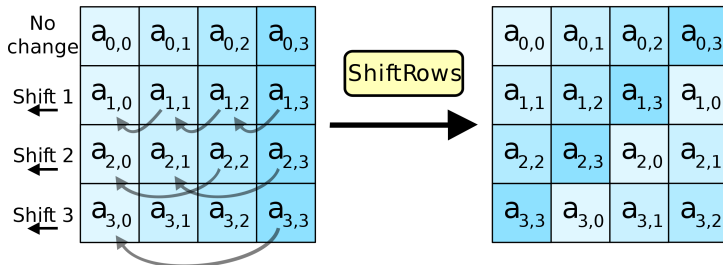 No
change
a0,0 a0,1 a0,2 a0,3
a0,0 a0,1 a0,2 a0,3
ShiftRows
Shift 1
a1,0 a1,1 a1,2 a1,3
a1,1 a1,2 a1,3 a1,0
Shift 2
a2,0 a2,1 a2,2 a2,3
a2,2 a2,3 a2,0 a2,1
Shift 3
a3,0 a3,1 a3,2 a3,3
a3,3 a3,0 a3,1 a3,2